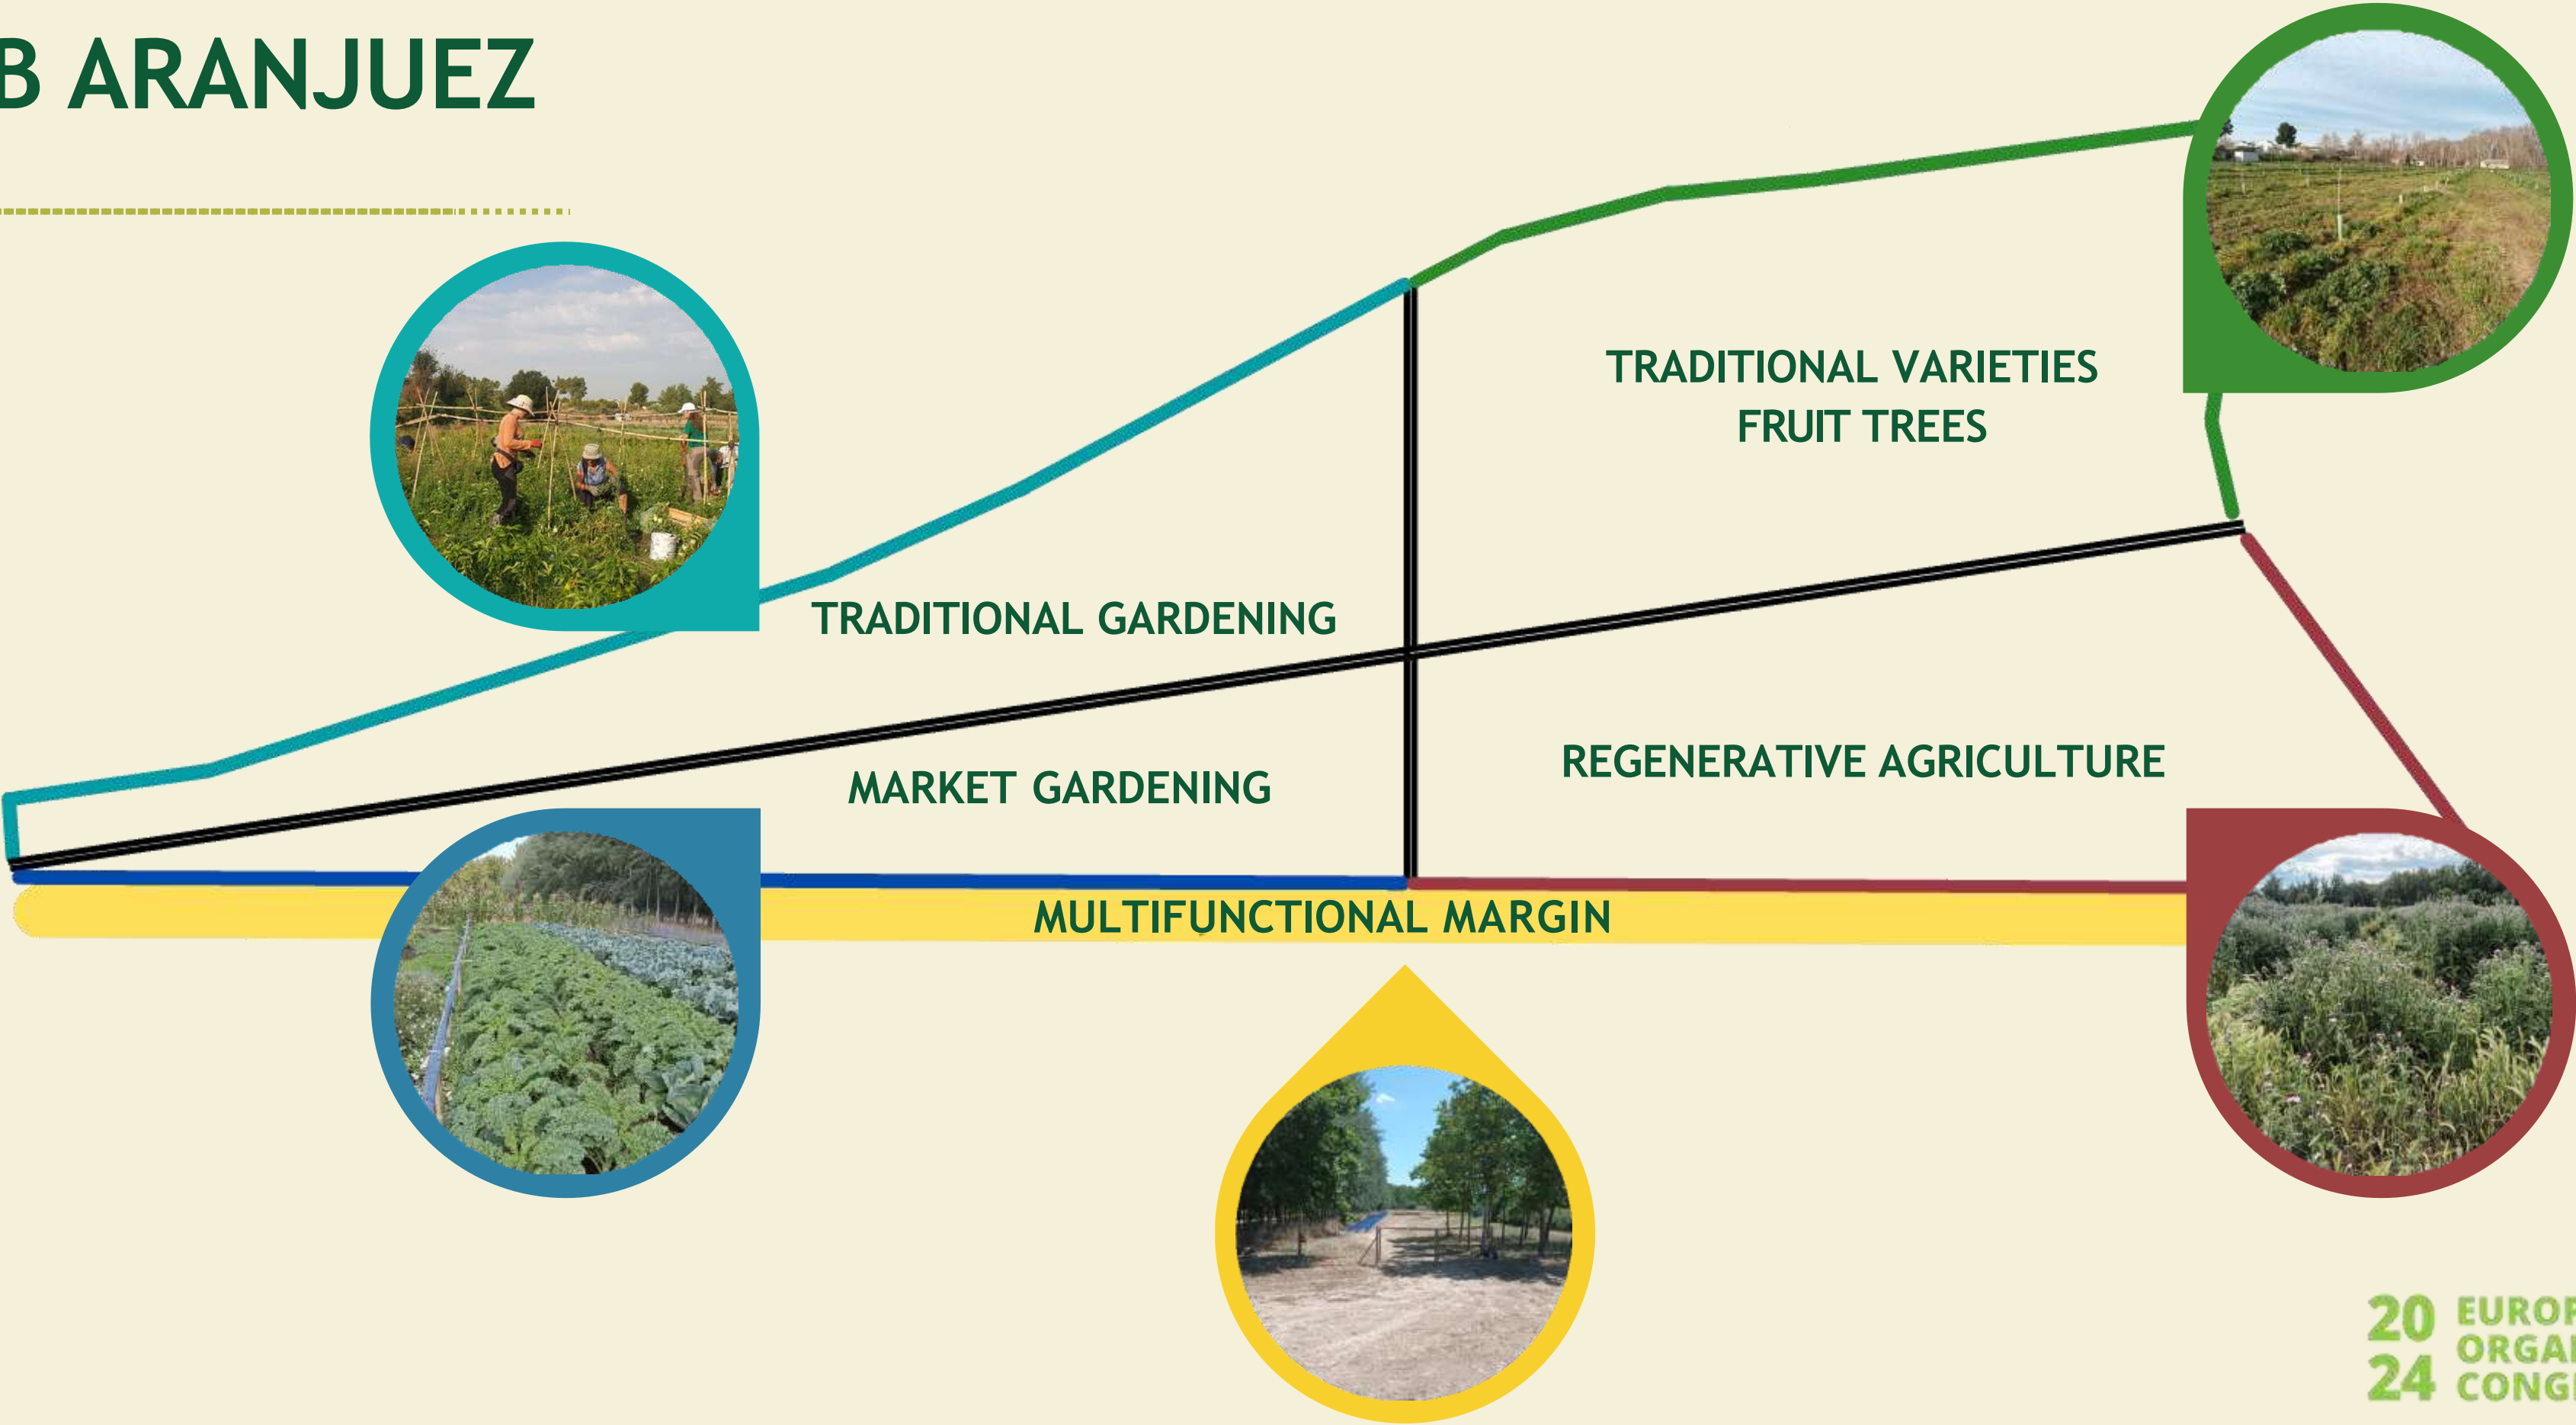 B ARANJUEZ
TRADITIONAL VARIETIES
FRUIT TREES
TRADITIONAL GARDENING
REGENERATIVE AGRICULTURE
MARKET GARDENING
MULTIFUNCTIONAL MARGIN
20
24